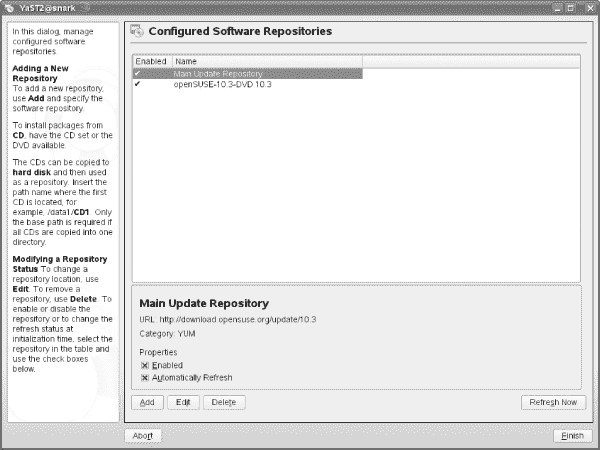 YaST2@snark
In this dialog, manage
configured software
repositories.
Adding a New
Repository
To add a new repository,
use Add and specify the
software repository.
To install packages from
CD, have the CD set or the
DVD available.
The CDs can be copied to
hard disk and then used
as a repository. Insert the
path name where the first
CD is located, for
example, /data1/CD1. Only
the base path is required if
all CDs are copied into one
directory.
Modifying a Repository
Status To change a
repository location, use
Edit. To remove a
repository, use Delete. To
enable or disable the
repository or to change the
refresh status at
initialization time, select the
repository in the table and
use the check boxes
below.
Configured Software Repositories
Enabled Name
✔ Main Update Repository
✔ openSUSE-10.3-DVD 10.3
Main Update Repository
URL: http://download.opensuse.org/update/10.3
Category: YUM
Properties
Enabled
Automatically Refresh
Add Edit Delete Refresh Now
Abort Finish